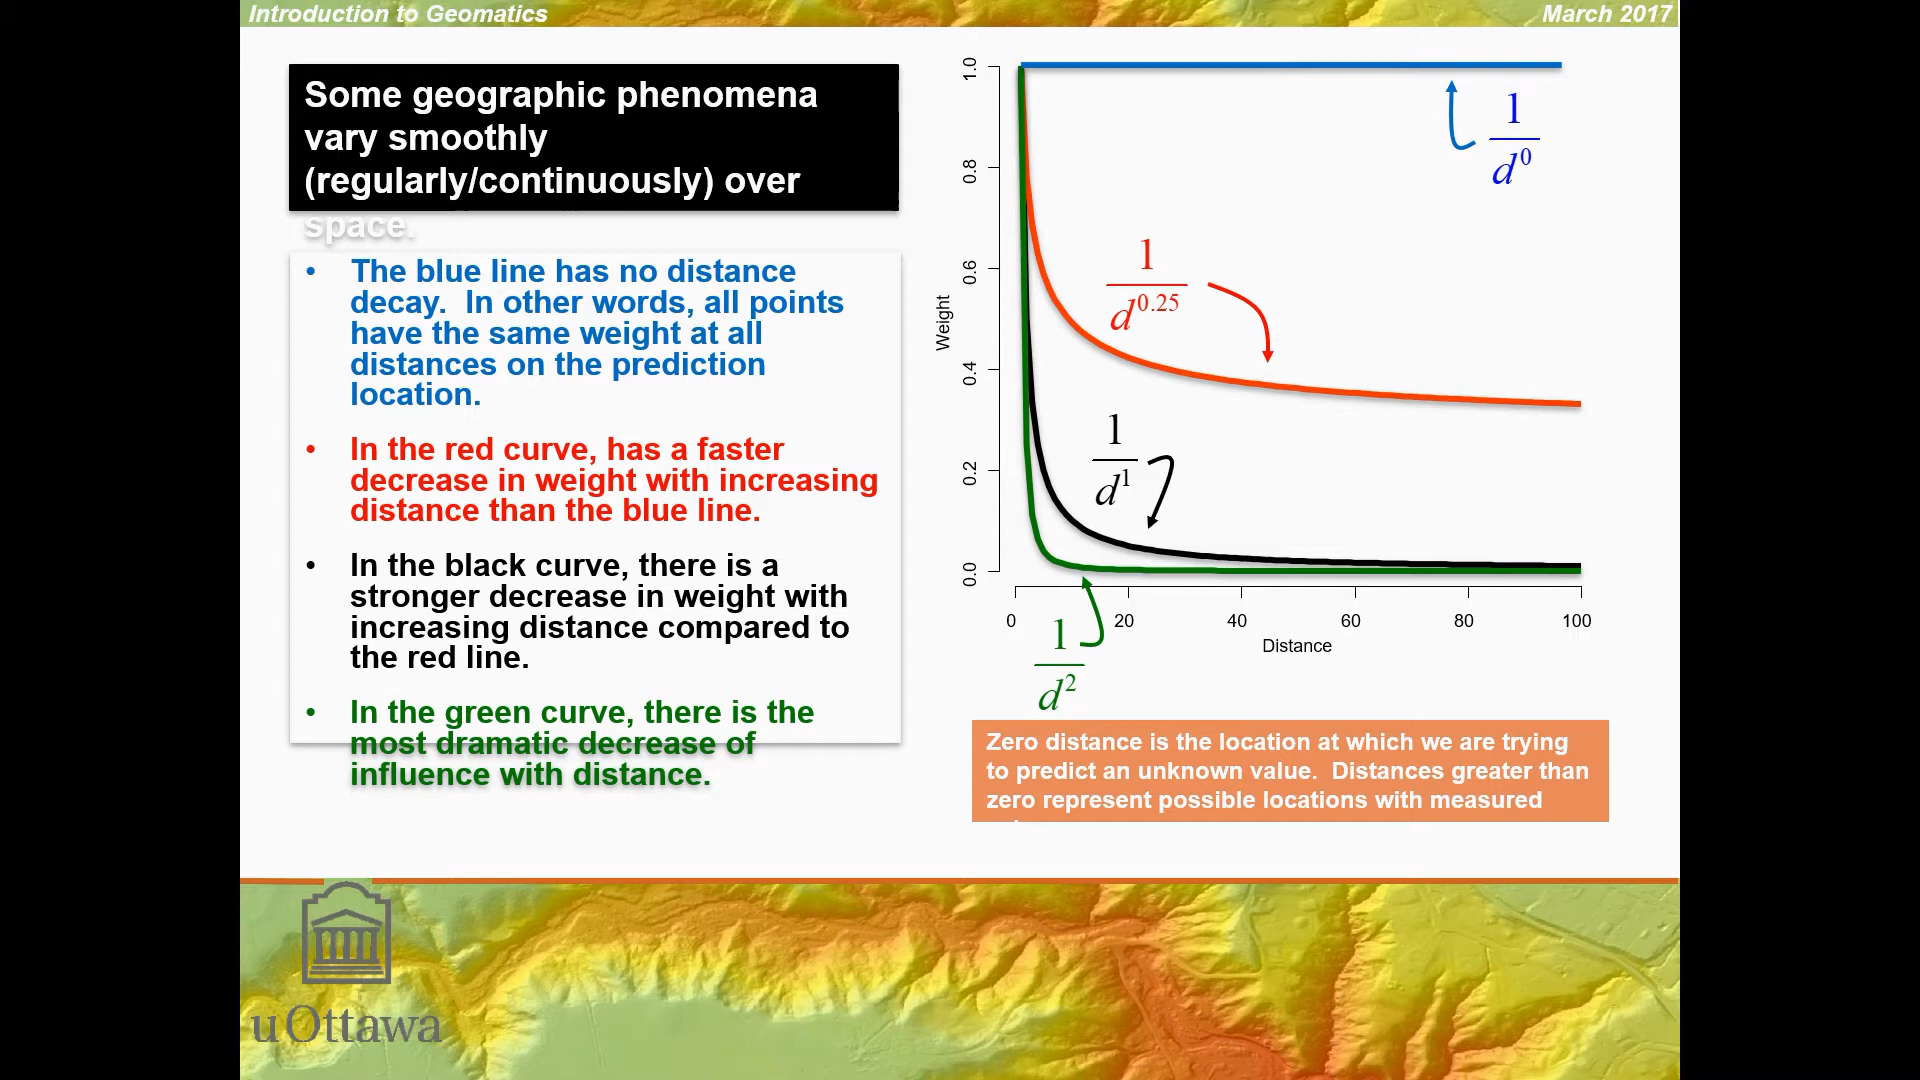 Introduction to Geomatics
March 2017
Some geographic phenomena
vary smoothly
(regularly/continuously) over
space.
• The blue line has no distance
decay. In other words, all points
have the same weight at all
distances on the prediction
location.
• In the red curve, has a faster
decrease in weight with increasing
distance than the blue line.
• In the black curve, there is a
stronger decrease in weight with
increasing distance compared to
the red line.
• In the green curve, there is the
most dramatic decrease of
influence with distance.
Weight
1.0
0.8
0.6
0.4
0.2
0.0
1
d⁰
1
d^0.25
1
d¹
1
d²
0 20 40 60 80 100
Distance
Zero distance is the location at which we are trying
to predict an unknown value. Distances greater than
zero represent possible locations with measured
uOttawa